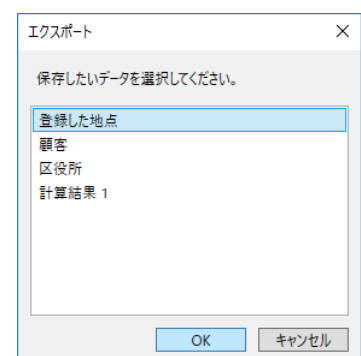 エクスポート
保存したいデータを選択してください。
登録した地点
顧客
区役所
計算結果 1
OK
キャンセル